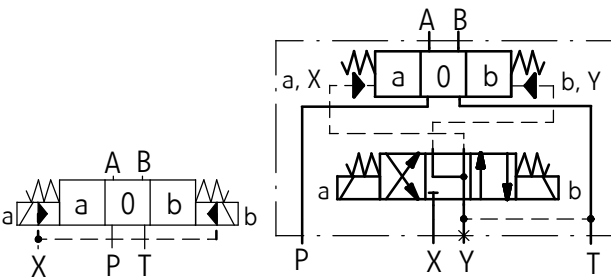 A B
a a 0 b b
X P T
A B
a, X a 0 b b, Y
a b
P X Y T